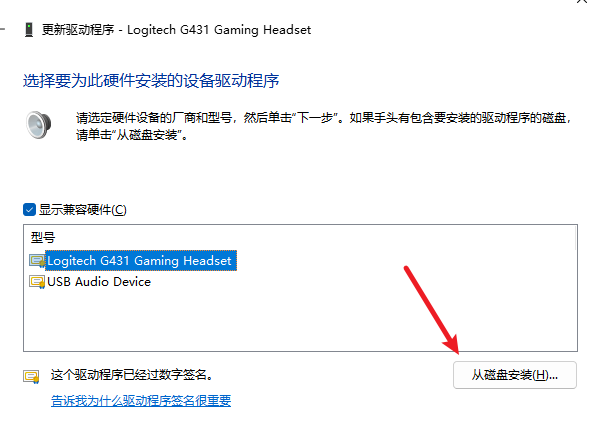 更新驱动程序 - Logitech G431 Gaming Headset
选择要为此硬件安装的设备驱动程序
请选定硬件设备的厂商和型号，然后单击“下一步”。如果手头有包含要安装的驱动程序的磁盘，
请单击“从磁盘安装”。
显示兼容硬件(C)
型号
Logitech G431 Gaming Headset
USB Audio Device
这个驱动程序已经过数字签名。
从磁盘安装(H)...
告诉我为什么驱动程序签名很重要